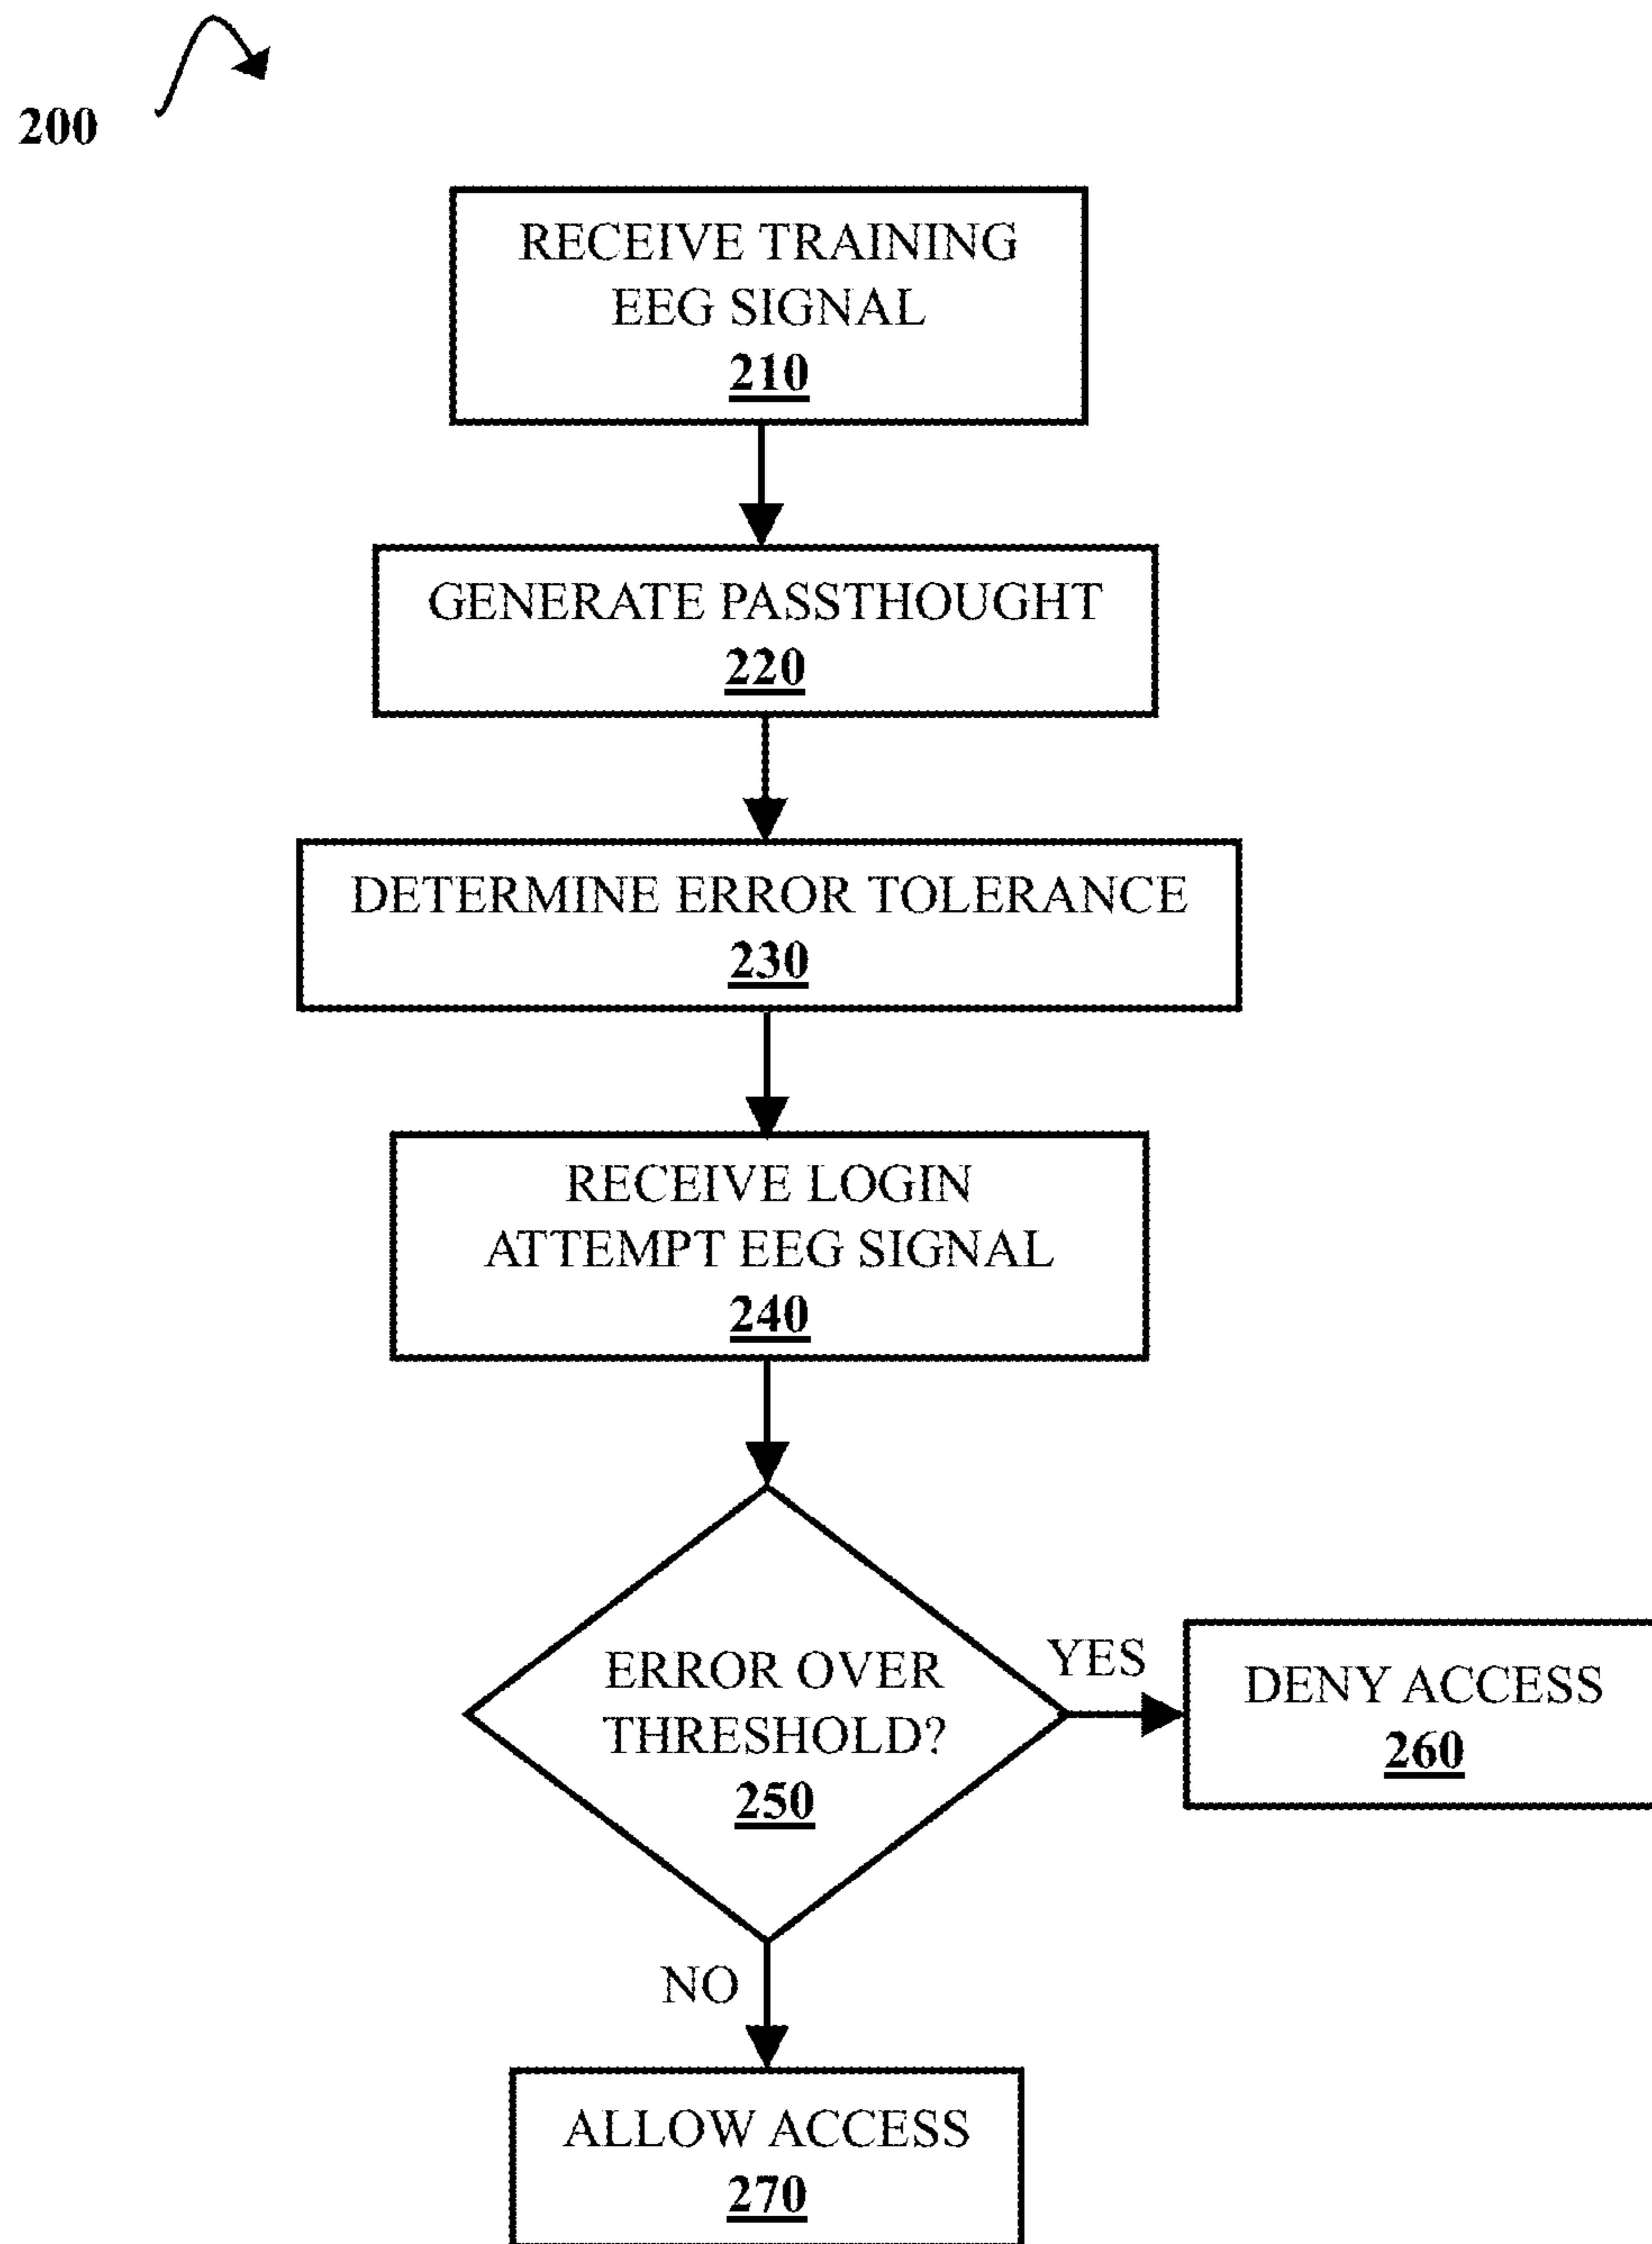 200
RECEIVE TRAINING
EEG SIGNAL
210
GENERATE PASSTHOUGHT
220
DETERMINE ERROR TOLERANCE
230
RECEIVE LOGIN
ATTEMPT EEG SIGNAL
240
ERROR OVER
THRESHOLD?
250
YES
DENY ACCESS
260
NO
ALLOW ACCESS
270